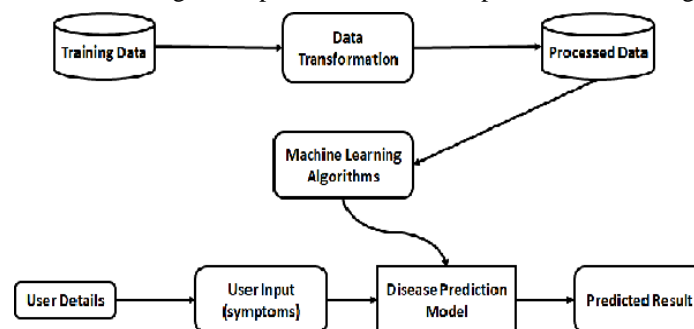 Training Data
Data
Transformation
Processed Data
Machine Learning
Algorithms
User Details
User Input
(symptoms)
Disease Prediction
Model
Predicted Result